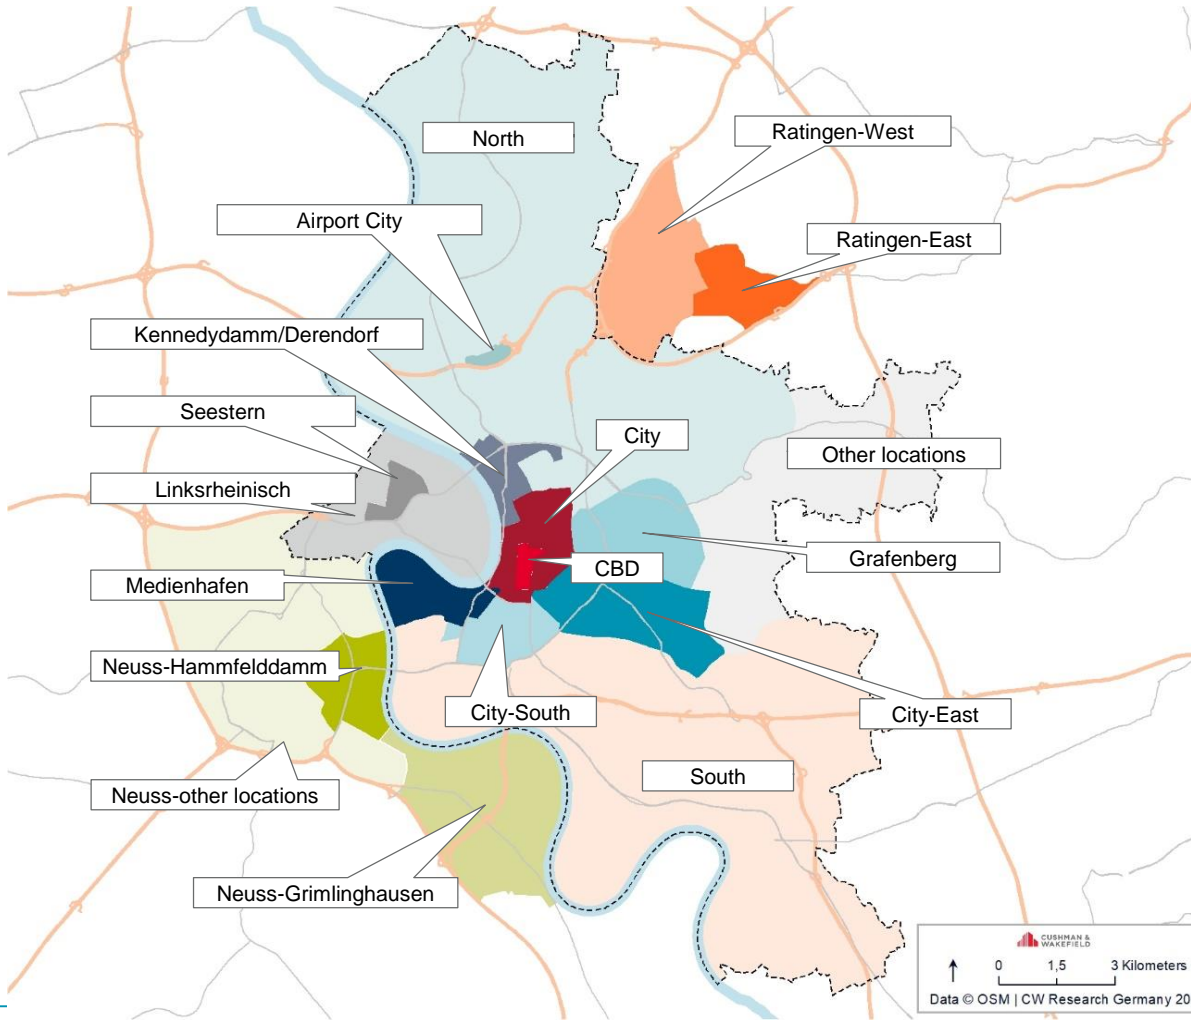 North
Ratingen-West
Airport City
Ratingen-East
Kennedydamm/Derendorf
Seestern
City
Other locations
Linksrheinisch
Grafenberg
CBD
Medienhafen
Neuss-Hammfelddamm
City-South
City-East
South
Neuss-other locations
Neuss-Grimlinghausen
CUSHMAN &
WAKEFIELD
0 1,5 3 Kilometers
Data © OSM | CW Research Germany 20